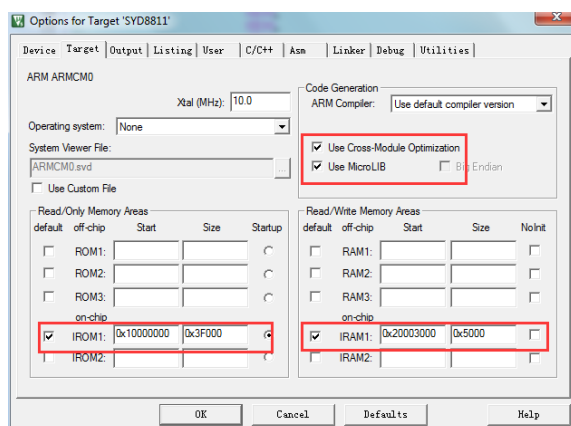 Options for Target 'SYD8811'
Device Target Output Listing User C/C++ Asm Linker Debug Utilities
ARM ARMCM0
Xtal (MHz): 10.0
Operating system: None
System Viewer File:
ARMCM0.svd
...
Use Custom File
Code Generation
ARM Compiler: Use default compiler version
Use Cross-Module Optimization
Use MicroLIB Big Endian
Read/Only Memory Areas
default off-chip Start Size Startup
ROM1:
ROM2:
ROM3:
on-chip
IROM1: 0x10000000 0x3F000
IROM2:
Read/Write Memory Areas
default off-chip Start Size NoInit
RAM1:
RAM2:
RAM3:
on-chip
IRAM1: 0x20003000 0x5000
IRAM2:
OK Cancel Defaults Help